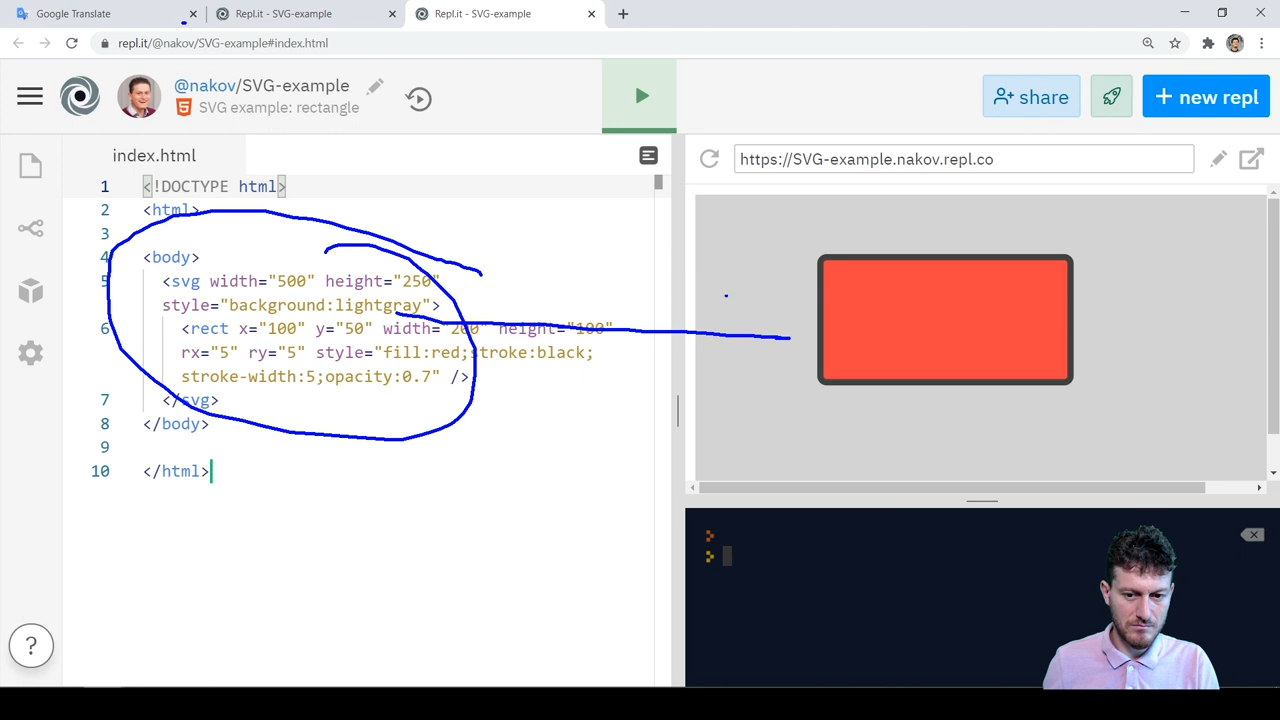 Google Translate
Repl.it - SVG-example
Repl.it - SVG-example
repl.it/@nakov/SVG-example#index.html
@nakov/SVG-example
SVG example: rectangle
share
+ new repl
index.html
https://SVG-example.nakov.repl.co
1 <!DOCTYPE html>
2 <html>
3
4 <body>
5 <svg width="500" height="250"
style="background:lightgray">
6 <rect x="100" y="50" width="200" height="100"
rx="5" ry="5" style="fill:red;stroke:black;
stroke-width:5;opacity:0.7" />
7 </svg>
8 </body>
9
10 </html>
?